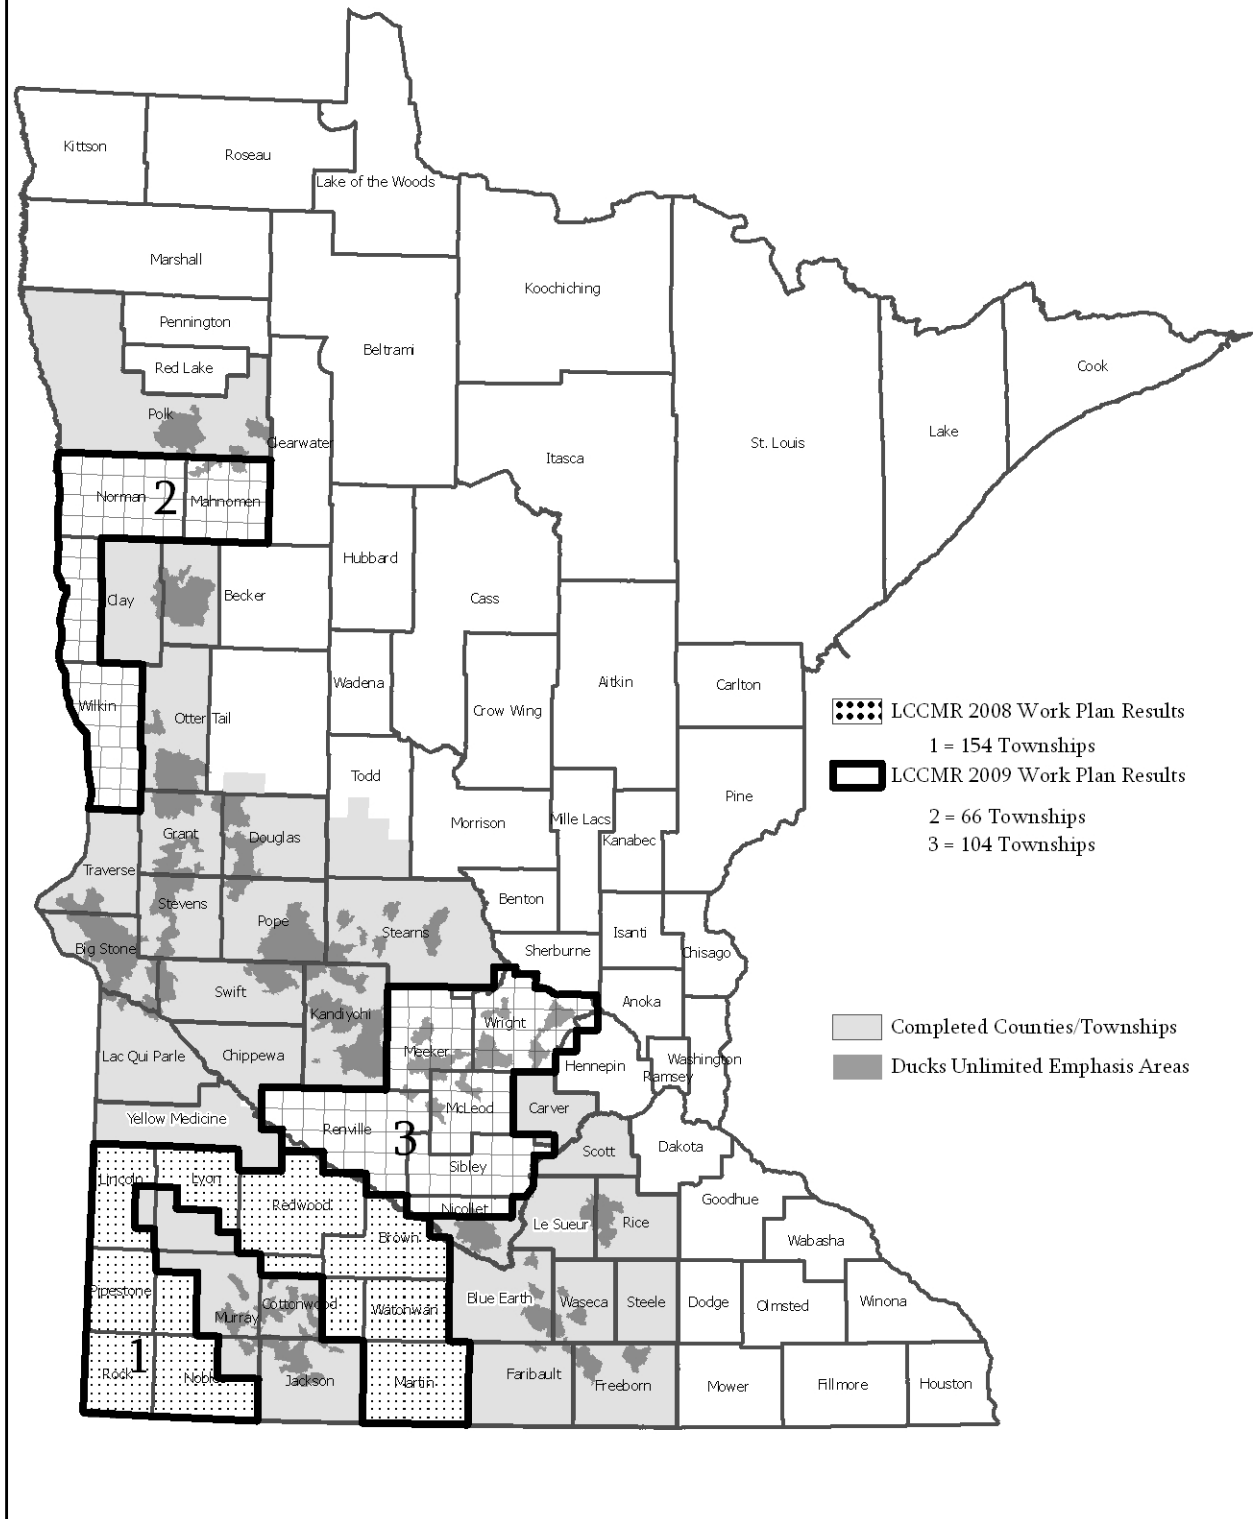 Kittson
Roseau
Lake of the Woods
Marshall
Koochiching
Pennington
Beltrami
Red Lake
Cook
Polk
Clearwater
Lake
St. Louis
Itasca
Norman
2
Mahnomen
Hubbard
Clay
Becker
Cass
Wadena
Aitkin
Carlton
Wilkin
Otter Tail
Crow Wing
LCCMR 2008 Work Plan Results
1 = 154 Townships
Todd
LCCMR 2009 Work Plan Results
Pine
2 = 66 Townships
3 = 104 Townships
Grant
Douglas
Morrison
Mille Lacs
Kanabec
Traverse
Stevens
Benton
Pope
Stearns
Isanti
Big Stone
Sherburne
Chisago
Swift
Anoka
Kandiyohi
Wright
Completed Counties/Townships
Lac Qui Parle
Chippewa
Meeker
Hennepin
Washington
Ramsey
Ducks Unlimited Emphasis Areas
Yellow Medicine
McLeod
Carver
Renville
3
Scott
Dakota
Sibley
Lincoln
Lyon
Redwood
Nicollet
Goodhue
Le Sueur
Rice
Brown
Wabasha
Pipestone
Murray
Cottonwood
Watonwan
Blue Earth
Waseca
Steele
Dodge
Olmsted
Winona
1
Rock
Nobles
Jackson
Martin
Faribault
Freeborn
Mower
Fillmore
Houston